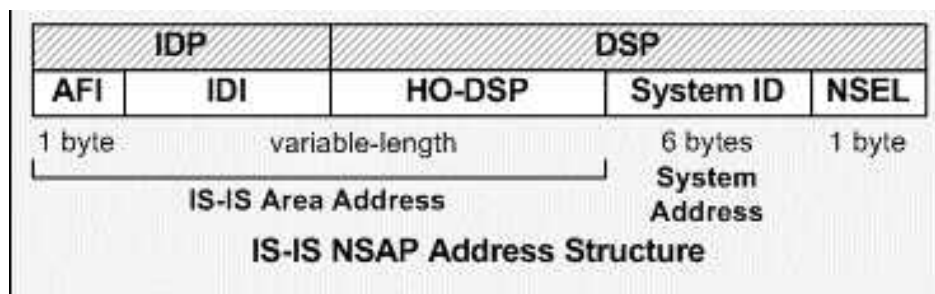 IDP DSP
AFI IDI HO-DSP System ID NSEL
1 byte variable-length 6 bytes 1 byte
IS-IS Area Address System Address
IS-IS NSAP Address Structure